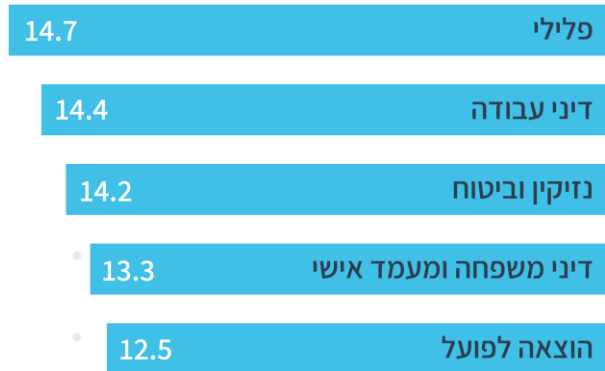 פלילי 14.7
דיני עבודה 14.4
נזיקין וביטוח 14.2
דיני משפחה ומעמד אישי 13.3
הוצאה לפועל 12.5